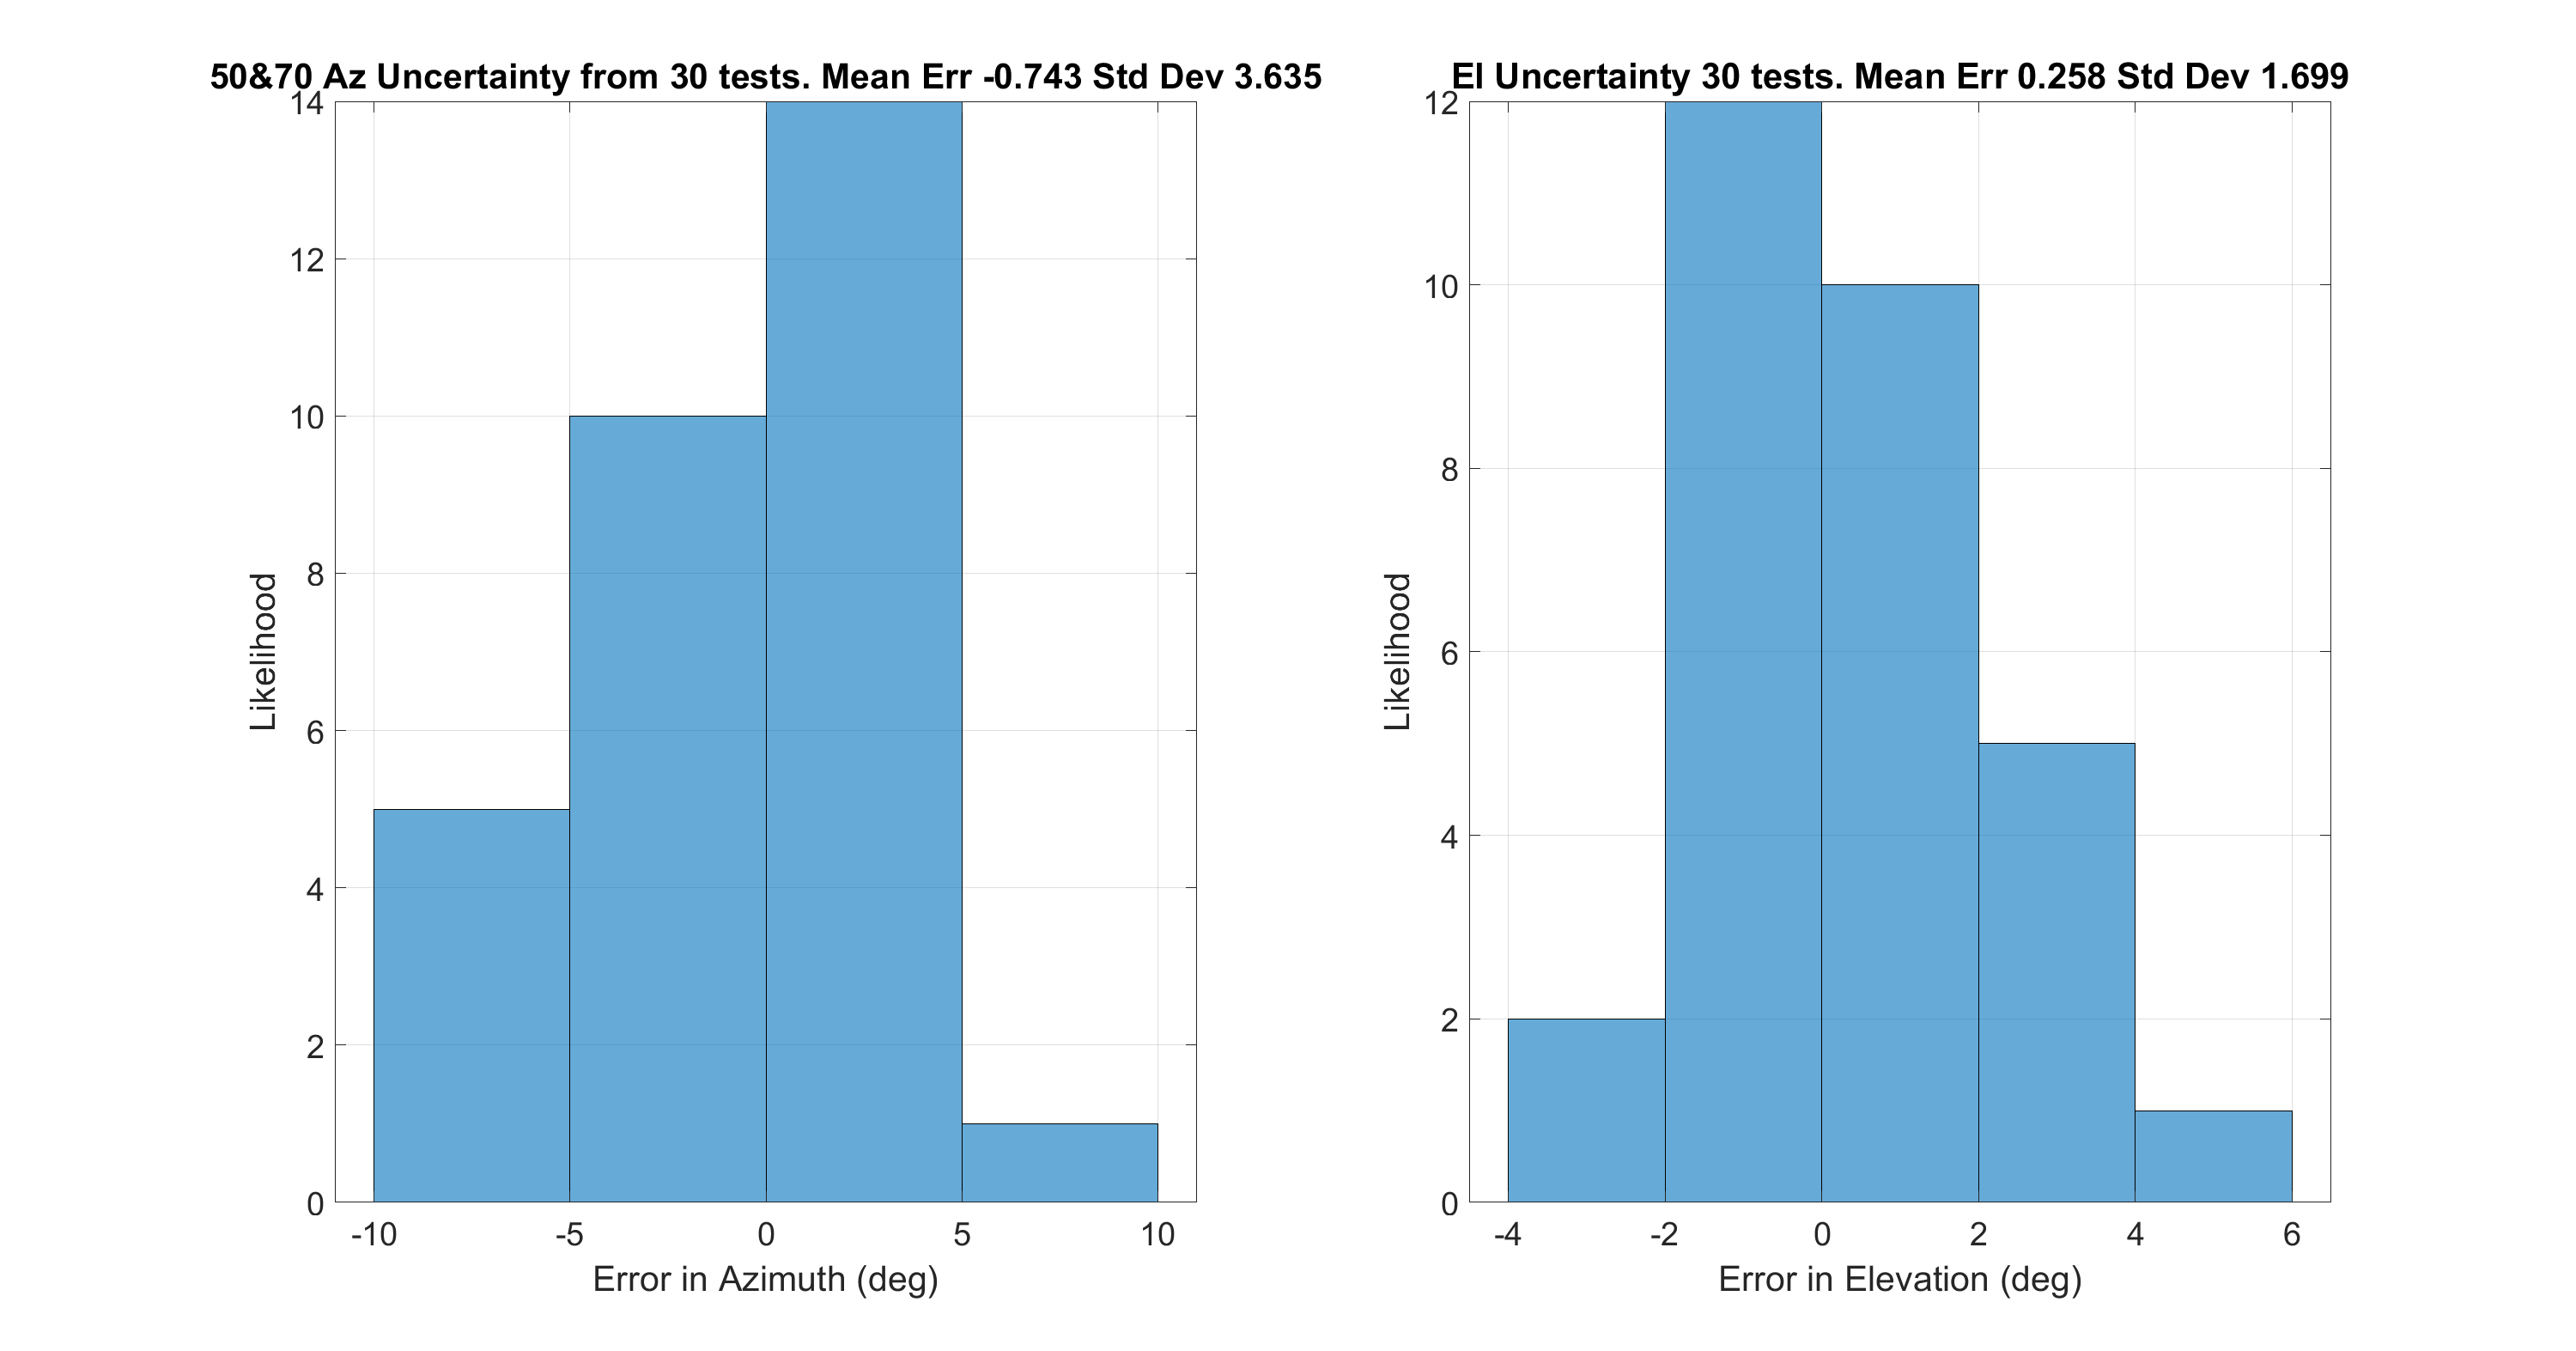 50&70 Az Uncertainty from 30 tests. Mean Err -0.743 Std Dev 3.635
14
12
10
8
6
4
2
0
Likelihood
-10 -5 0 5 10
Error in Azimuth (deg)
El Uncertainty 30 tests. Mean Err 0.258 Std Dev 1.699
12
10
8
6
4
2
0
Likelihood
-4 -2 0 2 4 6
Error in Elevation (deg)